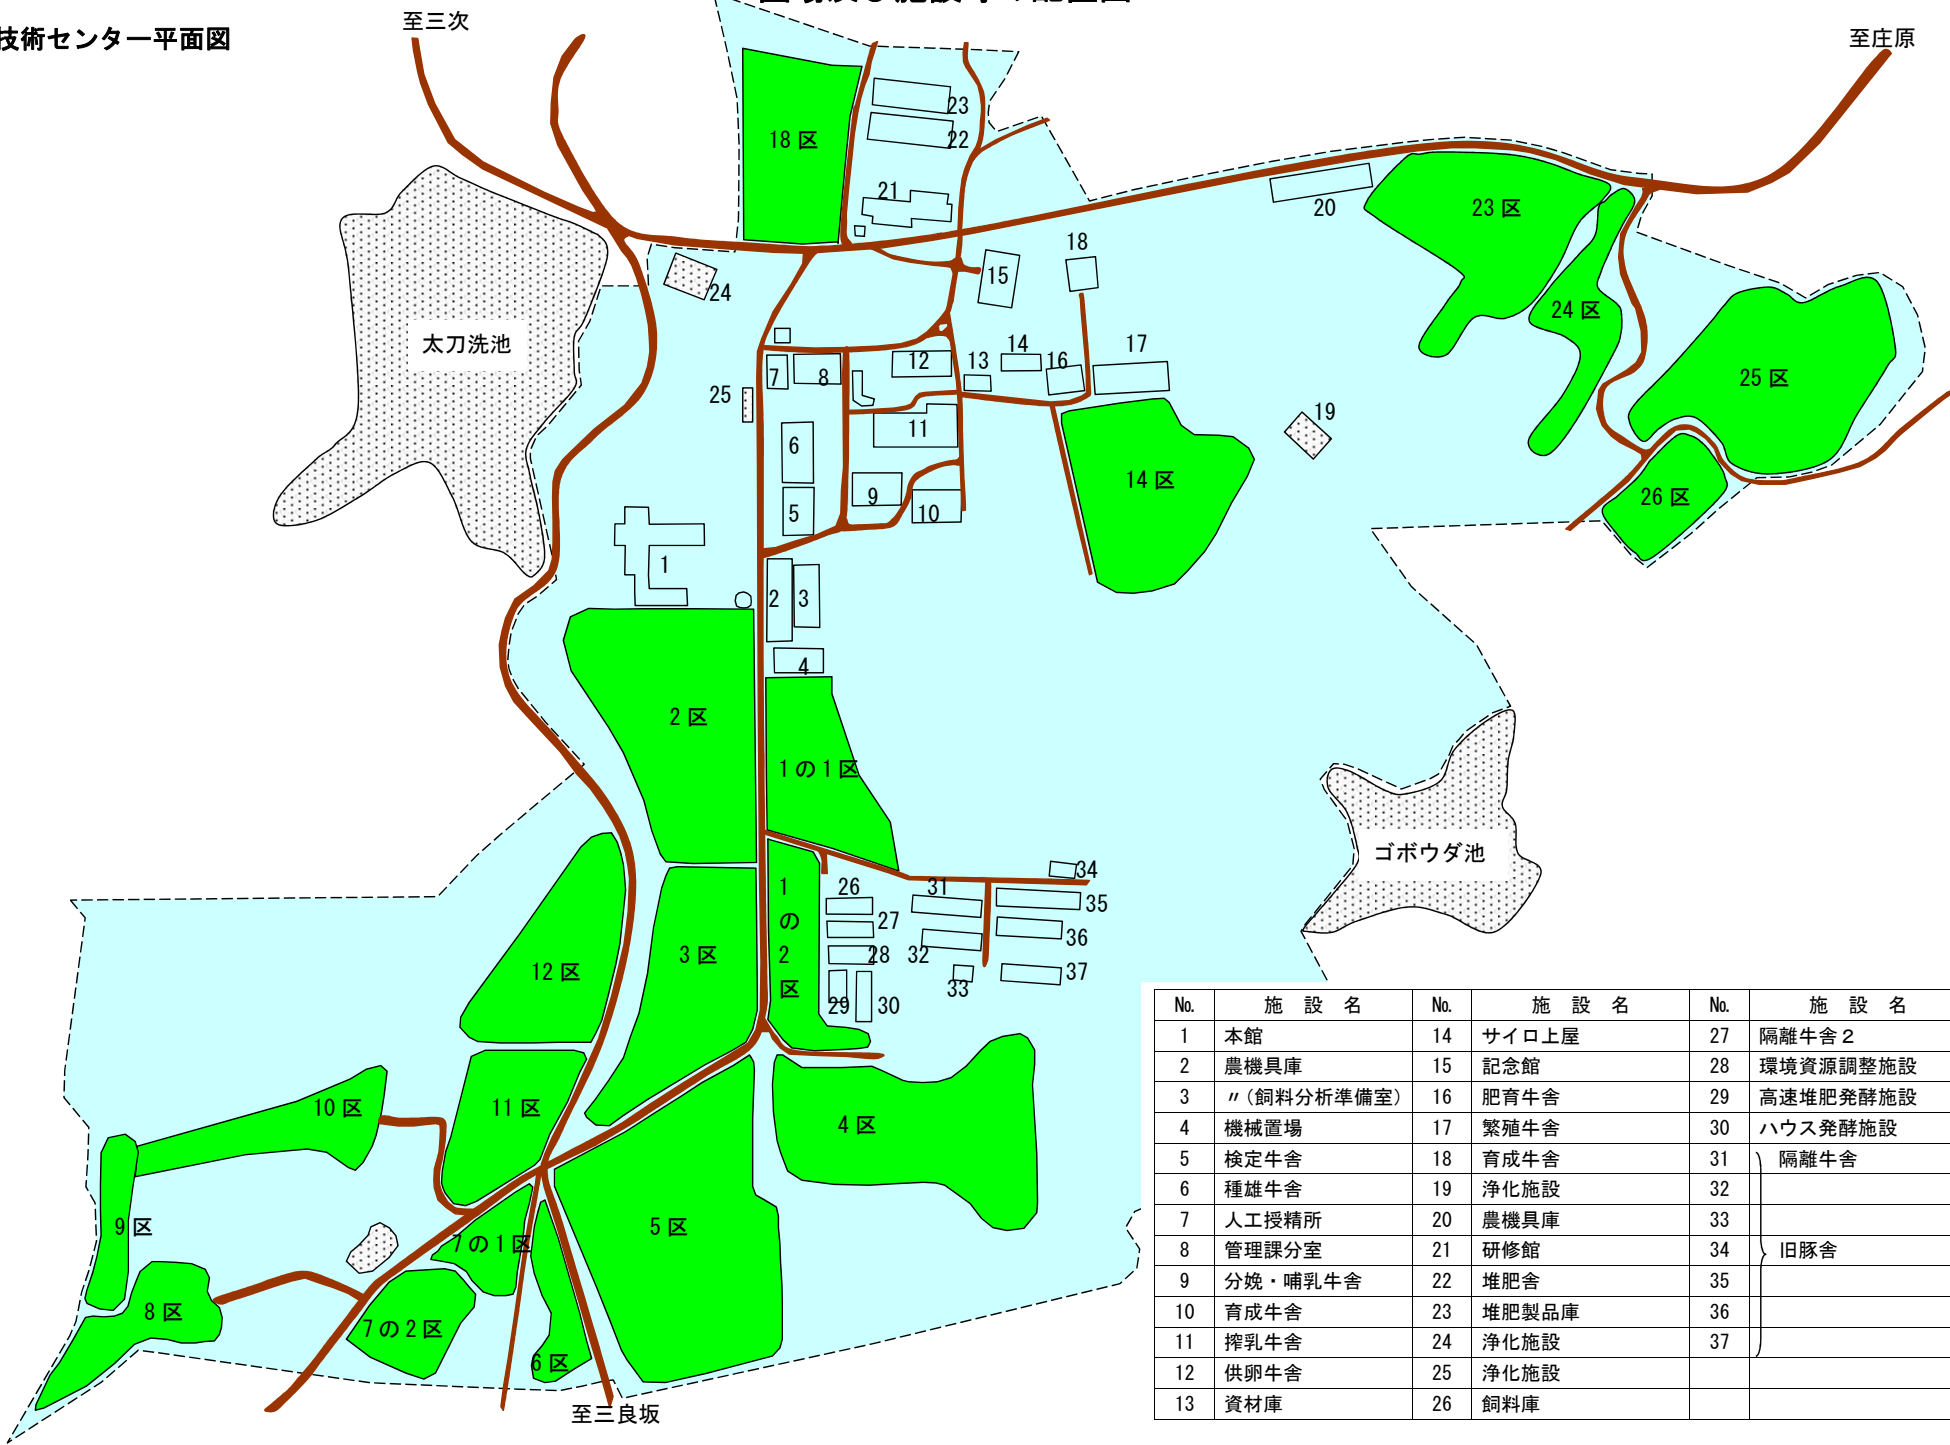 技術センター平面図
至三次
至庄原
18区
23
22
21
20
23区
24区
25区
26区
太刀洗池
24
15
18
7
8
12
13
14
16
17
25
6
11
19
5
9
10
14区
1
2
3
4
2区
1の1区
ゴボウダ池
12区
3区
1の2区
26
27
28
29
30
31
32
33
34
35
36
37
10区
11区
4区
9区
5区
7の1区
8区
7の2区
6区
至三良坂
No. 施 設 名 No. 施 設 名 No. 施 設 名
1 本館 14 サイロ上屋 27 隔離牛舎2
2 農機具庫 15 記念館 28 環境資源調整施設
3 〃(飼料分析準備室) 16 肥育牛舎 29 高速堆肥発酵施設
4 機械置場 17 繁殖牛舎 30 ハウス発酵施設
5 検定牛舎 18 育成牛舎 31 隔離牛舎
6 種雄牛舎 19 浄化施設 32
7 人工授精所 20 農機具庫 33
8 管理課分室 21 研修館 34 旧豚舎
9 分娩・哺乳牛舎 22 堆肥舎 35
10 育成牛舎 23 堆肥製品庫 36
11 搾乳牛舎 24 浄化施設 37
12 供卵牛舎 25 浄化施設
13 資材庫 26 飼料庫